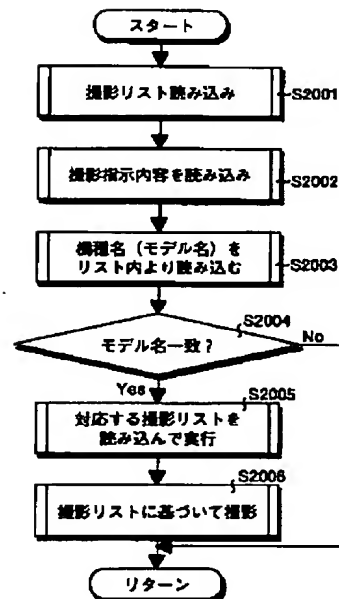 スタート
撮影リスト読み込み
S2001
撮影指示内容を読み込み
S2002
機種名（モデル名）を
リスト内より読み込む
S2003
S2004
モデル名一致？
No
Yes
S2005
対応する撮影リストを
読み込んで実行
S2006
撮影リストに基づいて撮影
リターン